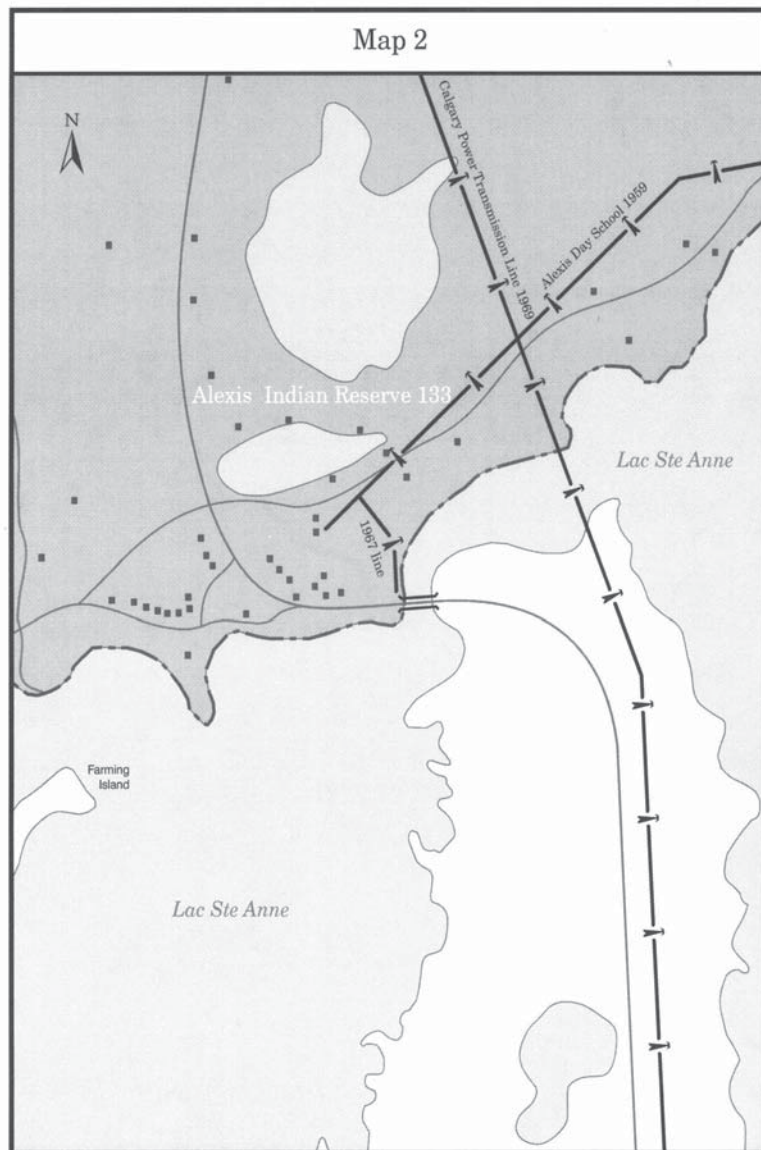 Map 2
N
Calgary Power Transmission Line 1969
Alexis Day School 1959
Alexis Indian Reserve 133
Lac Ste Anne
1967 line
Farming
Island
Lac Ste Anne